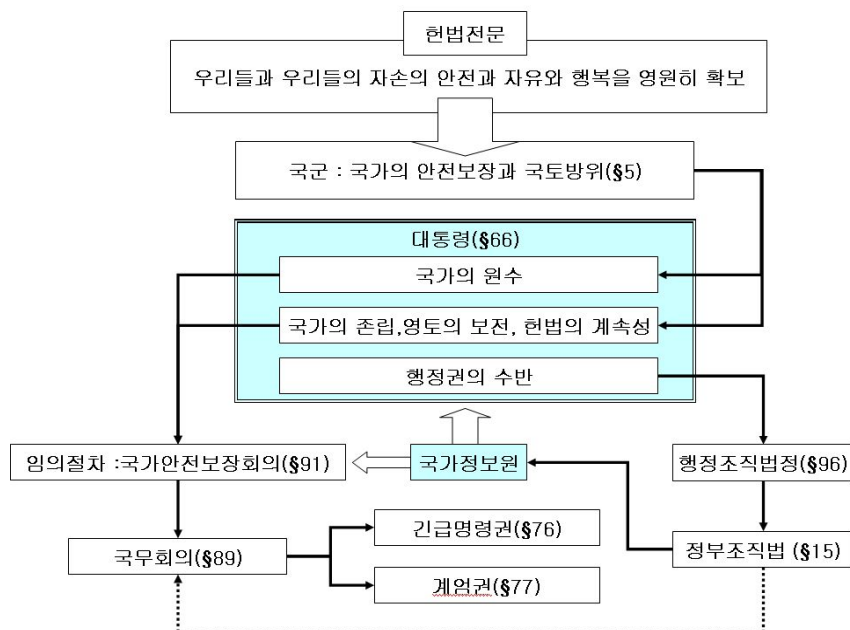 헌법전문
우리들과 우리들의 자손의 안전과 자유와 행복을 영원히 확보
국군 : 국가의 안전보장과 국토방위(§5)
대통령(§66)
국가의 원수
국가의 존립,영토의 보전, 헌법의 계속성
행정권의 수반
임의절차 :국가안전보장회의(§91)
국가정보원
행정조직법정(§96)
국무회의(§89)
긴급명령권(§76)
계엄권(§77)
정부조직법 (§15)